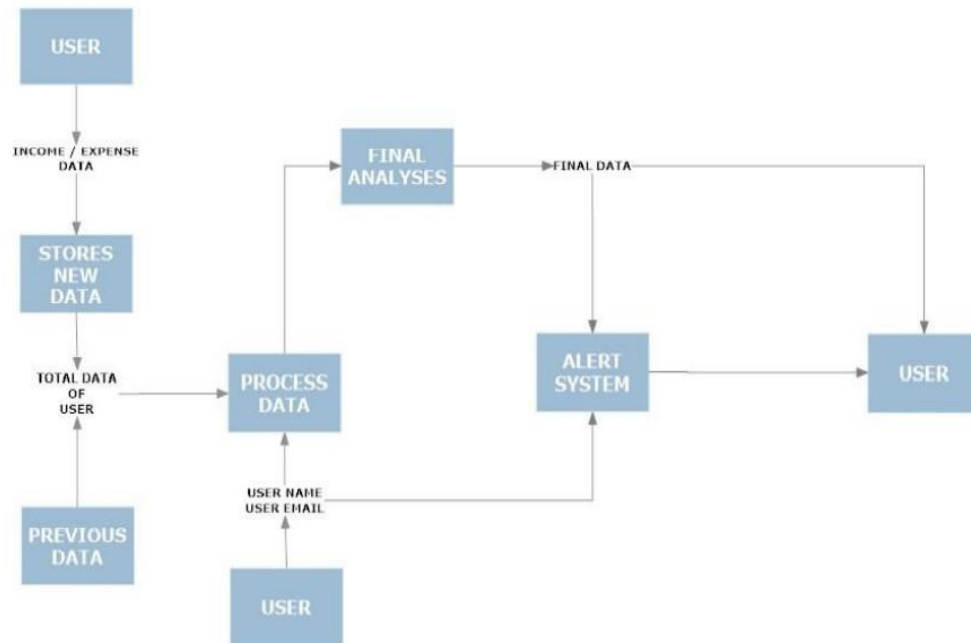 USER
INCOME / EXPENSE
DATA
STORES
NEW
DATA
TOTAL DATA
OF
USER
PREVIOUS
DATA
PROCESS
DATA
USER NAME
USER EMAIL
USER
FINAL
ANALYSES
FINAL DATA
ALERT
SYSTEM
USER